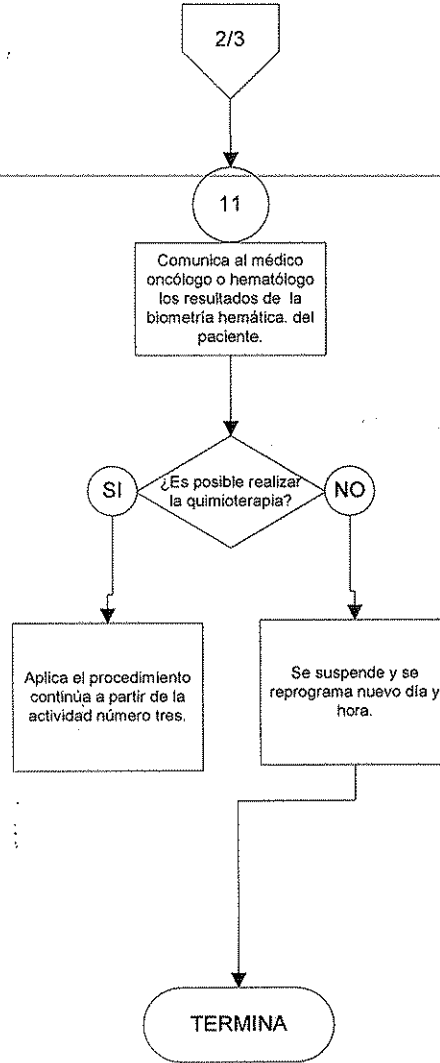 2/3
11
Comunica al médico
oncólogo o hematólogo
los resultados de la
biometría hemática. del
paciente.
SI
¿Es posible realizar
la quimioterapia?
NO
Aplica el procedimiento
continúa a partir de la
actividad número tres.
Se suspende y se
reprograma nuevo día y
hora.
TERMINA